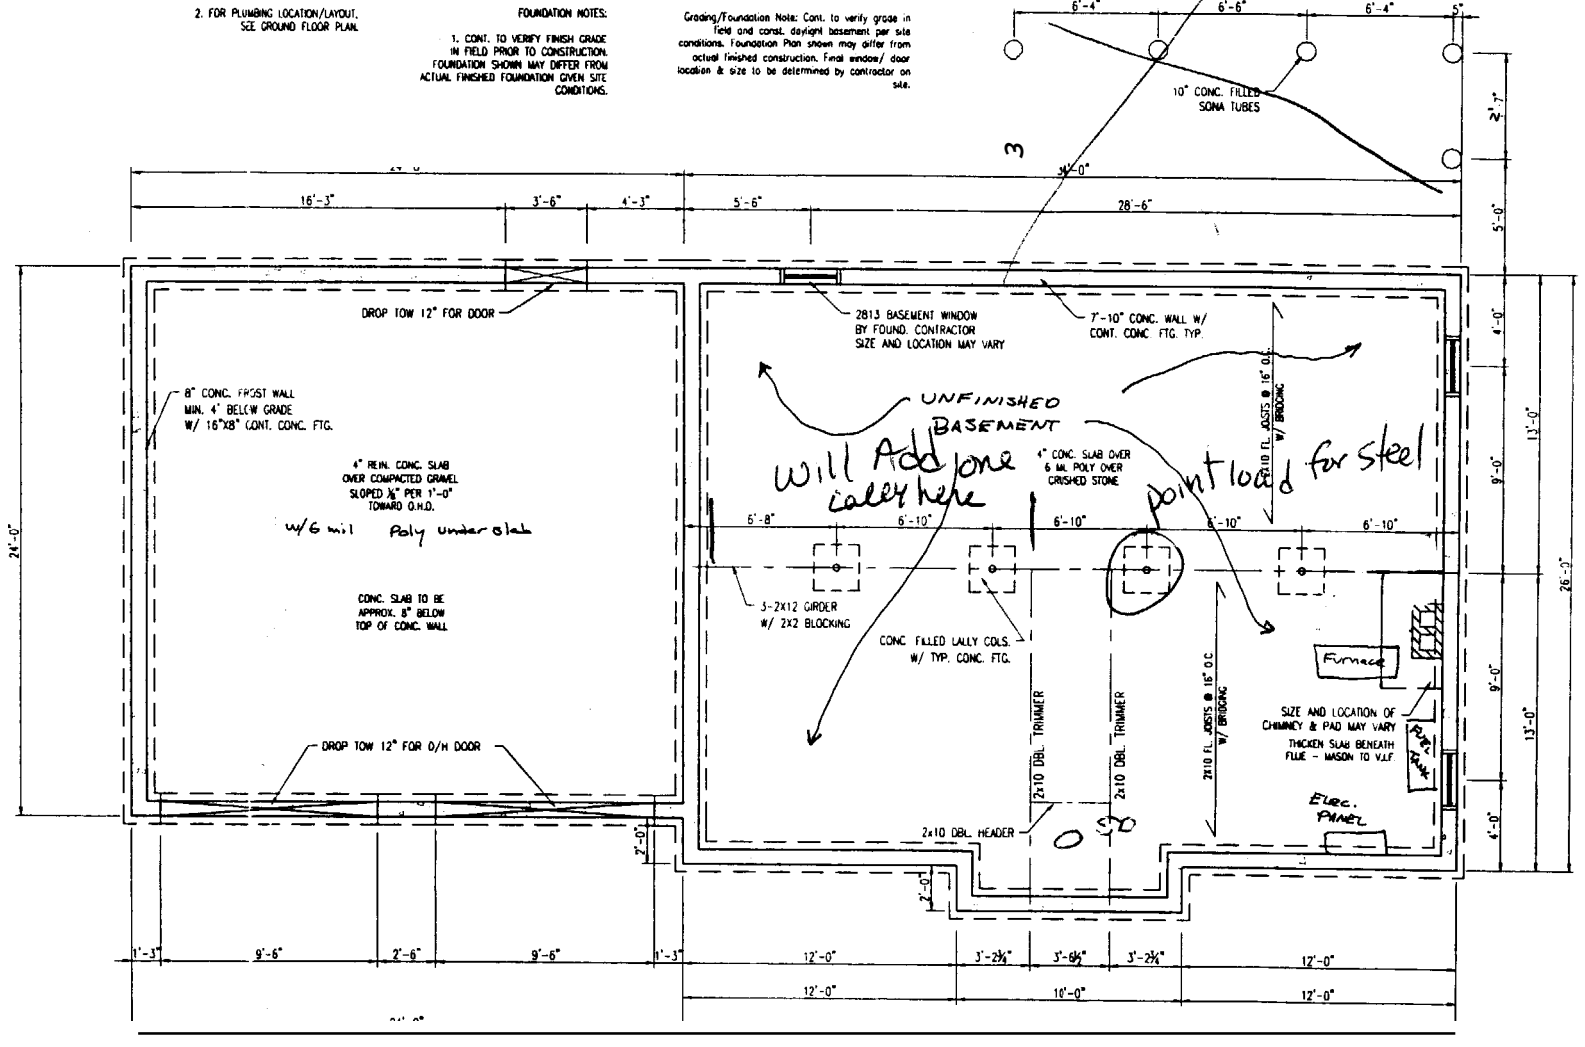 2. FOR PLUMBING LOCATION/LAYOUT,
SEE GROUND FLOOR PLAN.
FOUNDATION NOTES:
1. CONT. TO VERIFY FINISH GRADE
IN FIELD PRIOR TO CONSTRUCTION.
FOUNDATION SHOWN MAY DIFFER FROM
ACTUAL FINISHED FOUNDATION GIVEN SITE
CONDITIONS.
Grading/Foundation Note: Cont. to verify grade in
field and const. daylight basement per site
conditions. Foundation Plan shown may differ from
actual finished construction. Final window/ door
location & size to be determined by contractor on
site.
6'-4"
6'-6"
6'-4"
5"
10" CONC. FILLED
SONA TUBES
2'-7"
3
5'-0"
34'-0"
16'-3"
3'-6"
4'-3"
5'-6"
28'-6"
DROP TOW 12" FOR DOOR
2813 BASEMENT WINDOW
BY FOUND. CONTRACTOR
SIZE AND LOCATION MAY VARY
7'-10" CONC. WALL W/
CONT. CONC. FTG. TYP.
4'-0"
8" CONC. FROST WALL
MIN. 4' BELOW GRADE
W/ 16"X8" CONT. CONC. FTG.
UNFINISHED
BASEMENT
2X10 FL. JOISTS @ 16" O.C.
W/ BRIDGING
13'-0"
4" REIN. CONC. SLAB
OVER COMPACTED GRAVEL
SLOPED ⅛" PER 1'-0"
TOWARD O.H.D.
W/6 mil Poly under slab
Will Add one
Lally here
4" CONC. SLAB OVER
6 ML POLY OVER
CRUSHED STONE
point load for steel
9'-0"
24'-0"
6'-8"
6'-10"
6'-10"
6'-10"
6'-10"
26'-0"
CONC. SLAB TO BE
APPROX. 8" BELOW
TOP OF CONC. WALL
3-2X12 GIRDER
W/ 2X2 BLOCKING
CONC FILLED LALLY COLS.
W/ TYP. CONC. FTG.
Furnace
2x10 DBL. TRIMMER
2x10 DBL. TRIMMER
2X10 FL. JOISTS @ 16" O.C
W/ BRIDGING
9'-0"
SIZE AND LOCATION OF
CHIMNEY & PAD MAY VARY
THICKEN SLAB BENEATH
FLUE - MASON TO V.I.F.
FUEL
TANK
13'-0"
DROP TOW 12" FOR O/H DOOR
ELEC.
PANEL
2x10 DBL. HEADER
4'-0"
2'-0"
2'-0"
1'-3"
9'-6"
2'-6"
9'-6"
1'-3"
12'-0"
3'-2¾"
3'-6½"
3'-2¾"
12'-0"
12'-0"
10'-0"
12'-0"